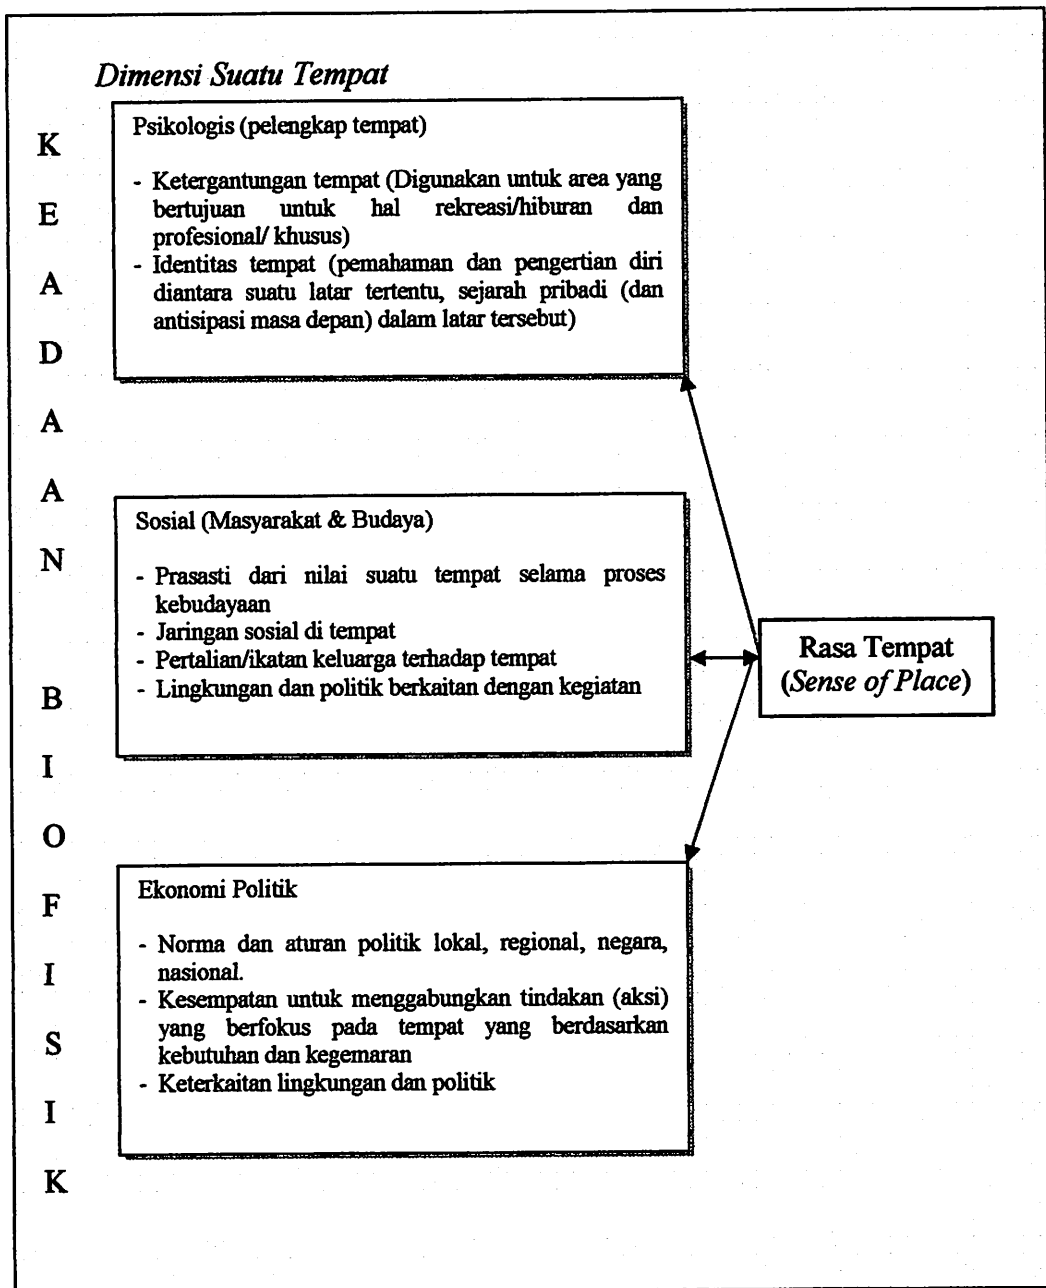 Dimensi Suatu Tempat
KEADAAN BIOFISIK
Psikologis (pelengkap tempat)
- Ketergantungan tempat (Digunakan untuk area yang
bertujuan untuk hal rekreasi/hiburan dan
profesional/ khusus)
- Identitas tempat (pemahaman dan pengertian diri
diantara suatu latar tertentu, sejarah pribadi (dan
antisipasi masa depan) dalam latar tersebut)
Sosial (Masyarakat & Budaya)
- Prasasti dari nilai suatu tempat selama proses
kebudayaan
- Jaringan sosial di tempat
- Pertalian/ikatan keluarga terhadap tempat
- Lingkungan dan politik berkaitan dengan kegiatan
Rasa Tempat
(Sense of Place)
Ekonomi Politik
- Norma dan aturan politik lokal, regional, negara,
nasional.
- Kesempatan untuk menggabungkan tindakan (aksi)
yang berfokus pada tempat yang berdasarkan
kebutuhan dan kegemaran
- Keterkaitan lingkungan dan politik